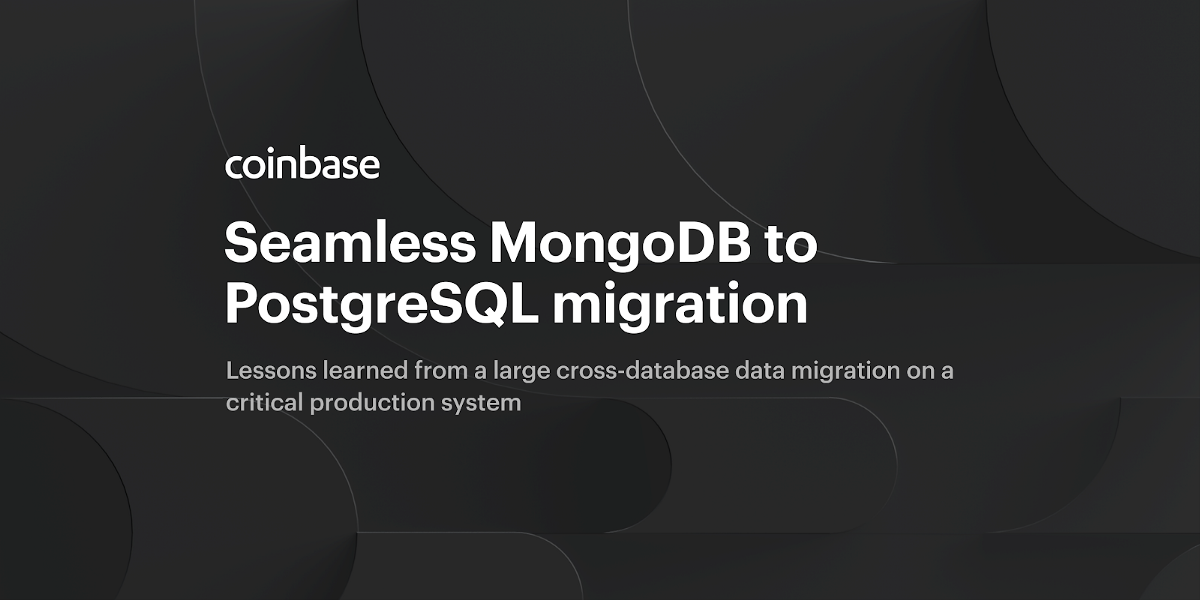 coinbase
Seamless MongoDB to
PostgreSQL migration
Lessons learned from a large cross-database data migration on a
critical production system